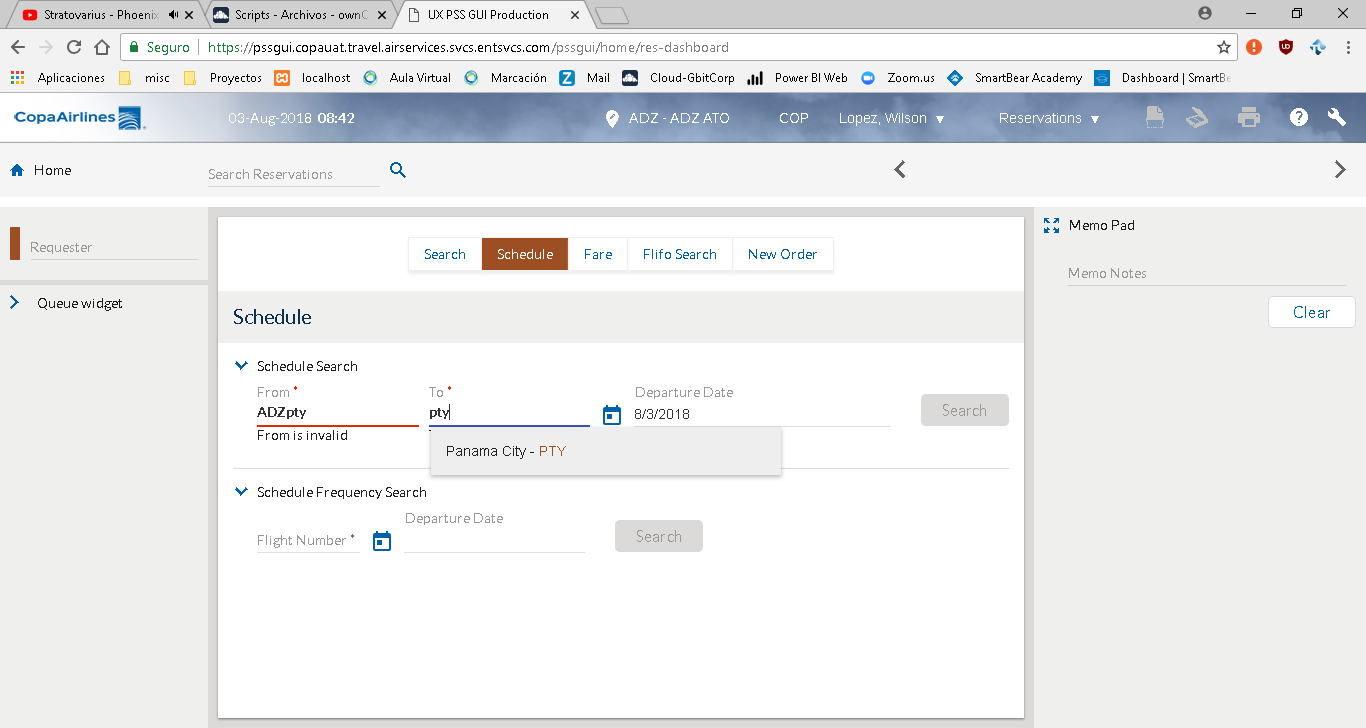 Stratovarius - Phoenix
Scripts - Archivos - ownC
UX PSS GUI Production
Seguro
https://pssgui.copauat.travel.airservices.svcs.entsvcs.com/pssgui/home/res-dashboard
Aplicaciones misc Proyectos localhost Aula Virtual Marcación Mail Cloud-GbitCorp Power BI Web Zoom.us SmartBear Academy Dashboard | SmartBe
CopaAirlines 03-Aug-2018 08:42 ADZ - ADZ ATO COP Lopez, Wilson Reservations
Home Search Reservations
Requester
Queue widget
Search Schedule Fare Flifo Search New Order
Schedule
Schedule Search
From * To * Departure Date
ADZpty pty 8/3/2018 Search
From is invalid
Panama City - PTY
Schedule Frequency Search
Departure Date
Flight Number * Search
Memo Pad
Memo Notes
Clear